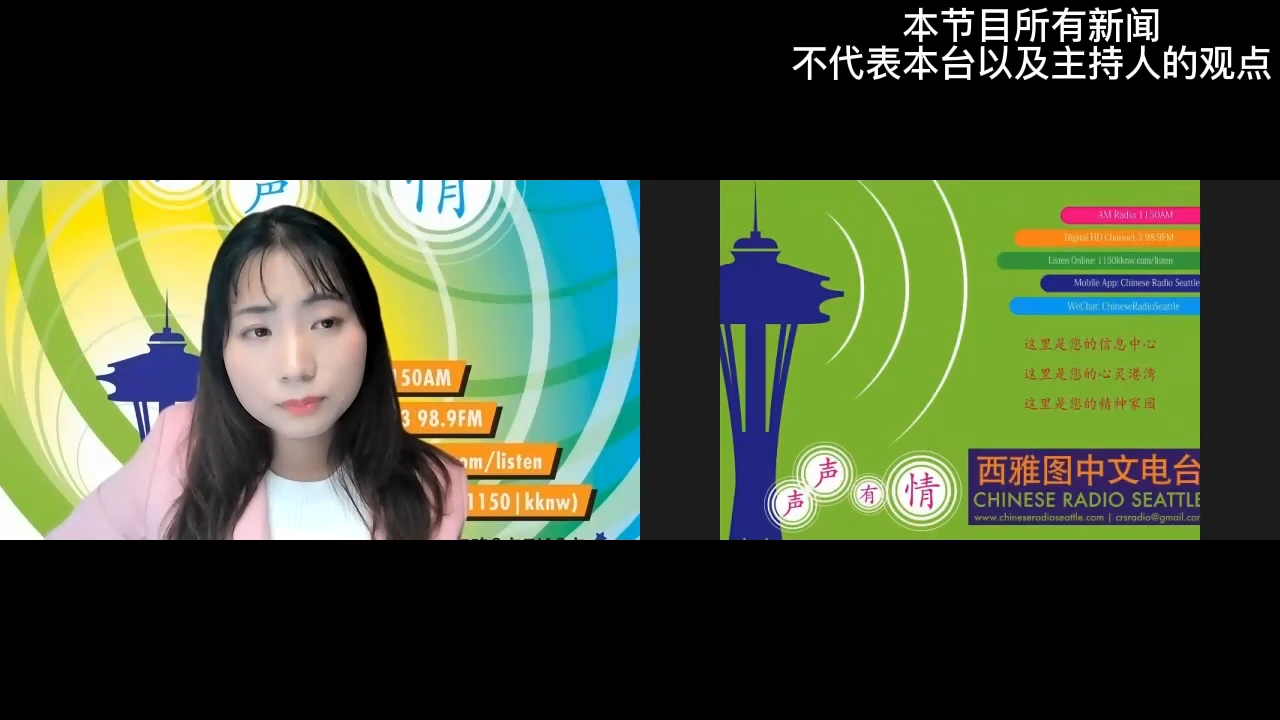 本节目所有新闻
不代表本台以及主持人的观点
声
情
150AM
3 98.9FM
om/listen
1150|kknw)
AM Radio 1150AM
Digital HD Channel 3 98.9FM
Listen Online: 1150kknw.com/listen
Mobile App: Chinese Radio Seattle
WeChat: ChineseRadioSeattle
这里是您的信息中心
这里是您的心灵港湾
这里是您的精神家园
声声有情
西雅图中文电台
CHINESE RADIO SEATTLE
www.chineseradioseattle.com | crsradio@gmail.com